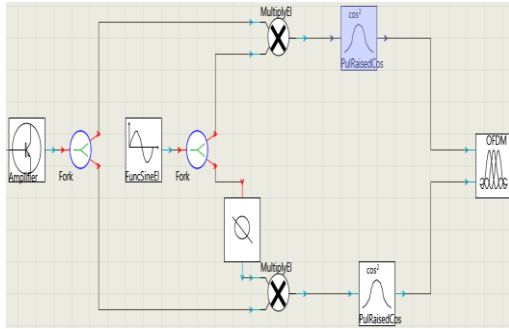 MultiplyEl
cos²
PulRaisedCos
Amplifier
Fork
FuncSineEl
Fork
OFDM
MultiplyEl
cos²
PulRaisedCos